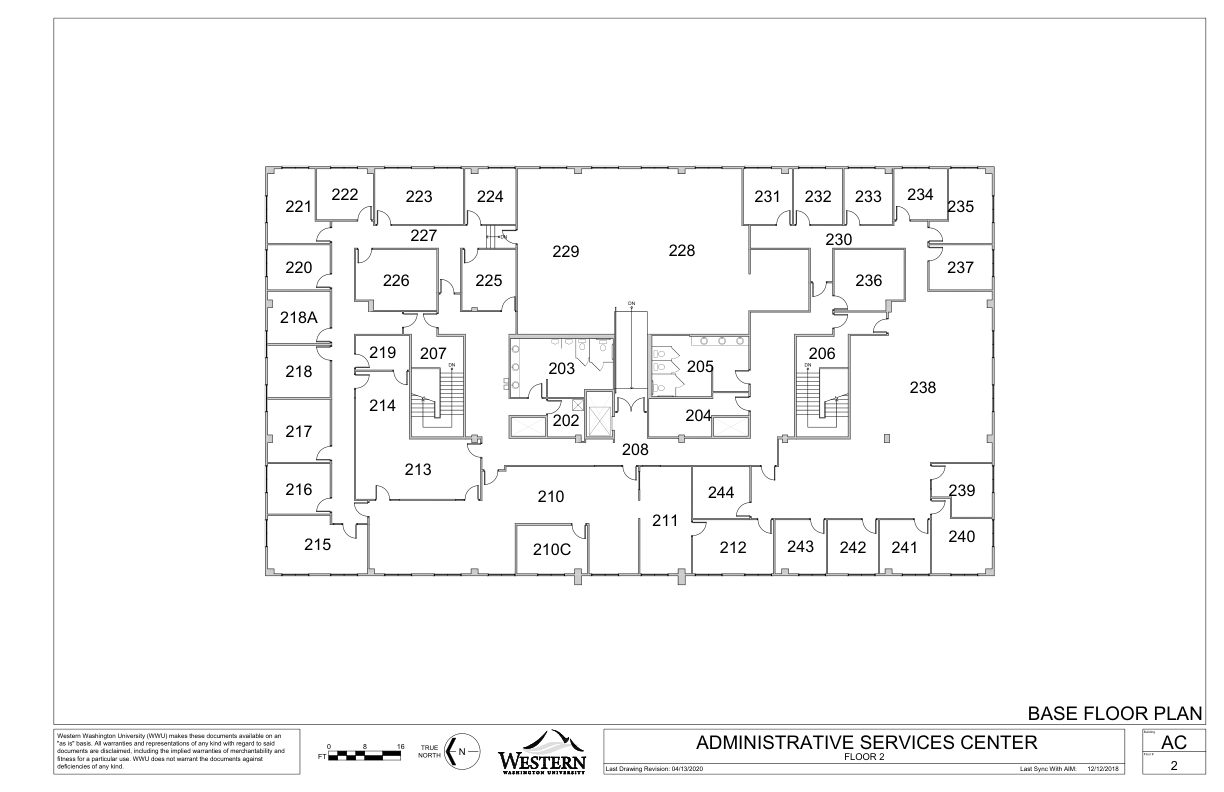 221
222
223
224
231
232
233
234
235
227
DN
229
228
230
220
226
225
236
237
218A
DN
219
207
203
205
206
DN
DN
218
238
214
202
204
217
213
208
216
210
244
239
211
215
210C
212
243
242
241
240
BASE FLOOR PLAN
Western Washington University (WWU) makes these documents available on an
"as is" basis. All warranties and representations of any kind with regard to said
documents are disclaimed, including the implied warranties of merchantability and
fitness for a particular use. WWU does not warrant the documents against
deficiencies of any kind.
0 8 16
FT
TRUE
NORTH
N
WESTERN
WASHINGTON UNIVERSITY
ADMINISTRATIVE SERVICES CENTER
FLOOR 2
Last Drawing Revision: 04/13/2020
Last Sync With AIM: 12/12/2018
Building
AC
2